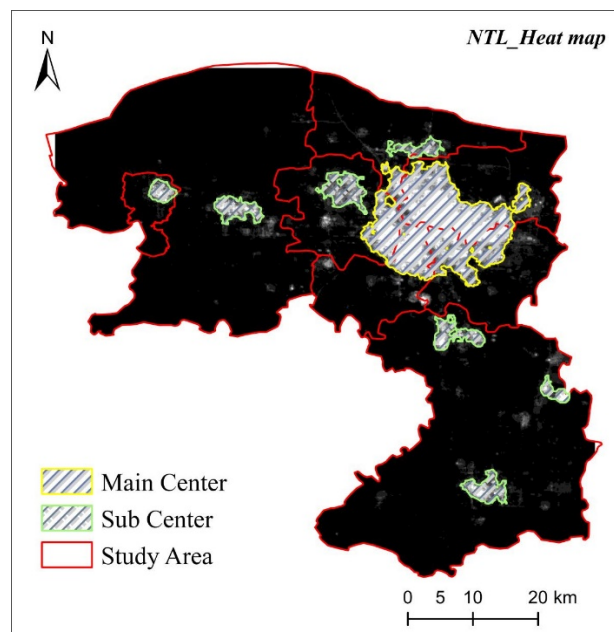 NTL_Heat map
N
Main Center
Sub Center
Study Area
0 5 10 20 km